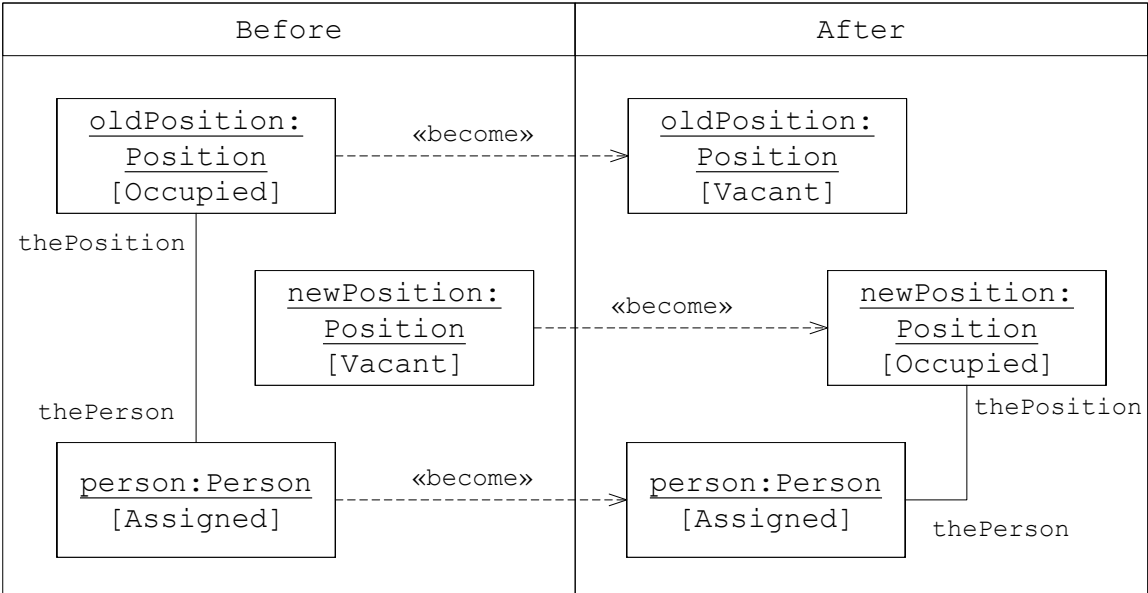 Before
After
oldPosition:
Position
[Occupied]
«become»
oldPosition:
Position
[Vacant]
thePosition
newPosition:
Position
[Vacant]
«become»
newPosition:
Position
[Occupied]
thePerson
thePosition
person:Person
[Assigned]
«become»
person:Person
[Assigned]
thePerson